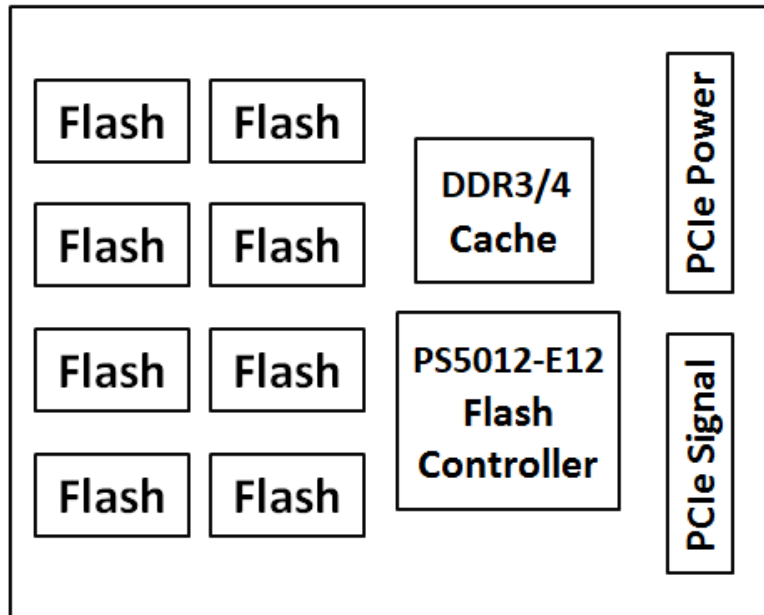 Flash Flash
Flash Flash
Flash Flash
Flash Flash
DDR3/4
Cache
PS5012-E12
Flash
Controller
PCIe Power
PCIe Signal